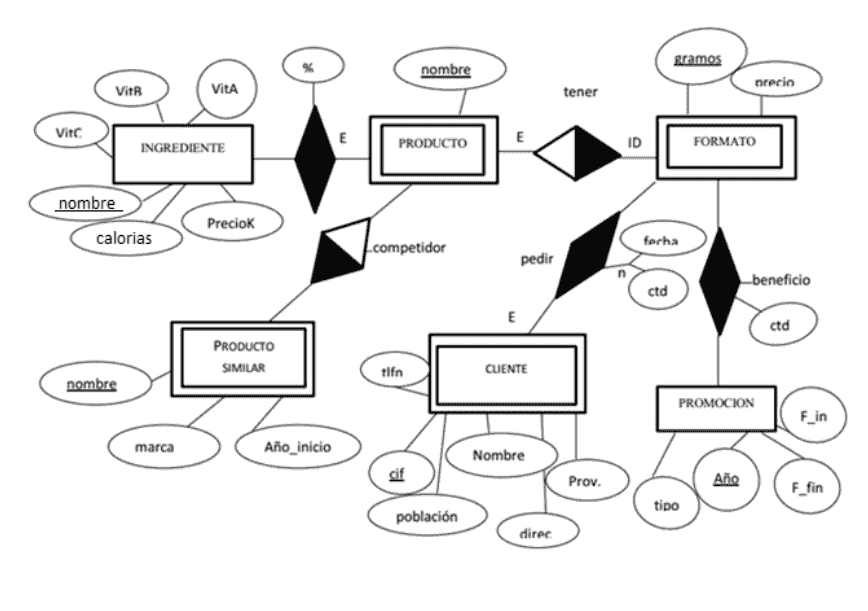 gramos
%
nombre
precio
VitB
VitA
tener
VitC
INGREDIENTE
E
PRODUCTO
E
ID
FORMATO
nombre
PrecioK
calorias
competidor
pedir
fecha
n
ctd
beneficio
E
ctd
PRODUCTO
SIMILAR
nombre
tlfn
CLIENTE
PROMOCION
F_in
marca
Año_inicio
cif
Nombre
Prov.
Año
F_fin
tipo
población
direc